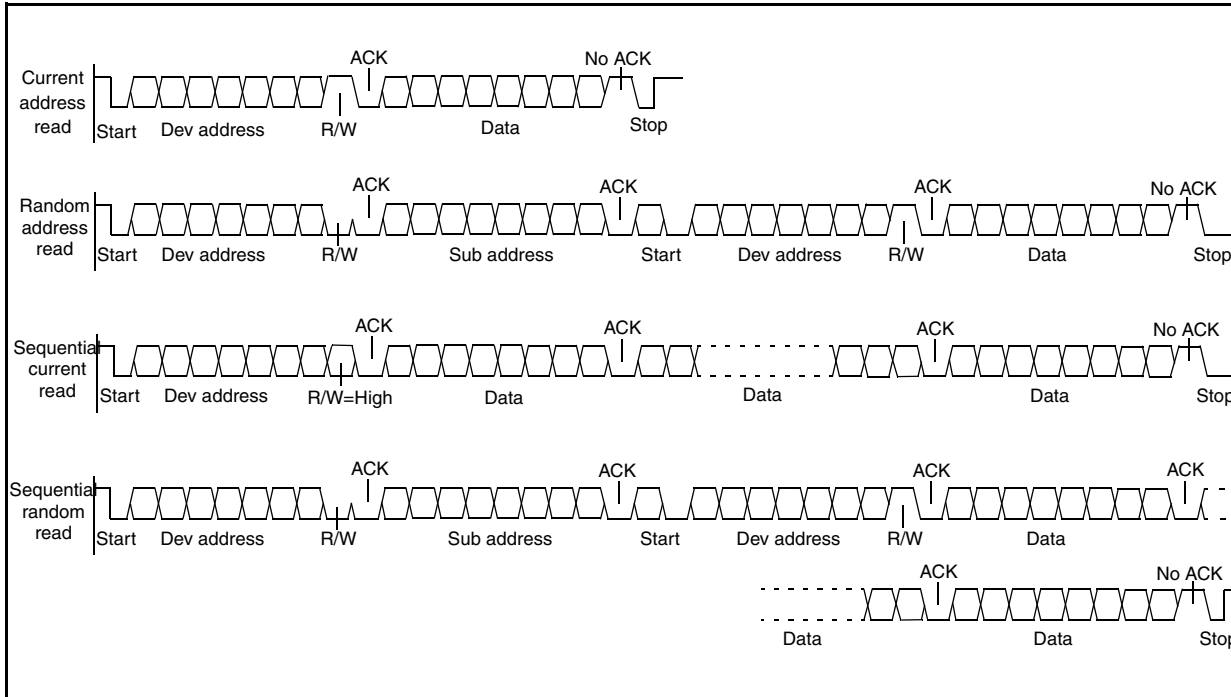 ACK
No ACK
Current
address
read
Start
Dev address
R/W
Data
Stop
ACK
ACK
ACK
No ACK
Random
address
read
Start
Dev address
R/W
Sub address
Start
Dev address
R/W
Data
Stop
ACK
ACK
ACK
No ACK
Sequential
current
read
Start
Dev address
R/W=High
Data
Data
Data
Stop
ACK
ACK
ACK
ACK
Sequential
random
read
Start
Dev address
R/W
Sub address
Start
Dev address
R/W
Data
ACK
No ACK
Data
Data
Stop